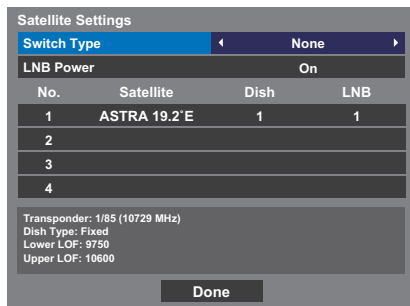 Satellite Settings
Switch Type None
LNB Power On
No. Satellite Dish LNB
1 ASTRA 19.2˚E 1 1
2
3
4
Transponder: 1/85 (10729 MHz)
Dish Type: Fixed
Lower LOF: 9750
Upper LOF: 10600
Done